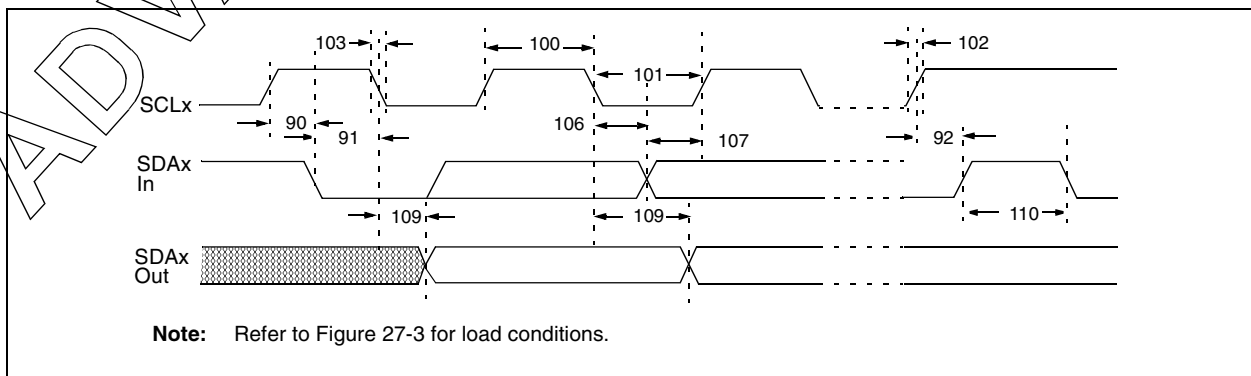 103
100
102
101
SCLx
90
91
106
107
92
SDAx
In
109
109
110
SDAx
Out
Note: Refer to Figure 27-3 for load conditions.
ADV